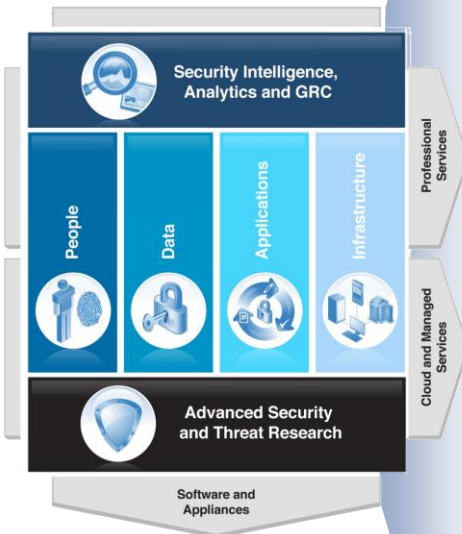 Security Intelligence,
Analytics and GRC
People
Data
Applications
Infrastructure
Professional
Services
Cloud and Managed
Services
Advanced Security
and Threat Research
Software and
Appliances